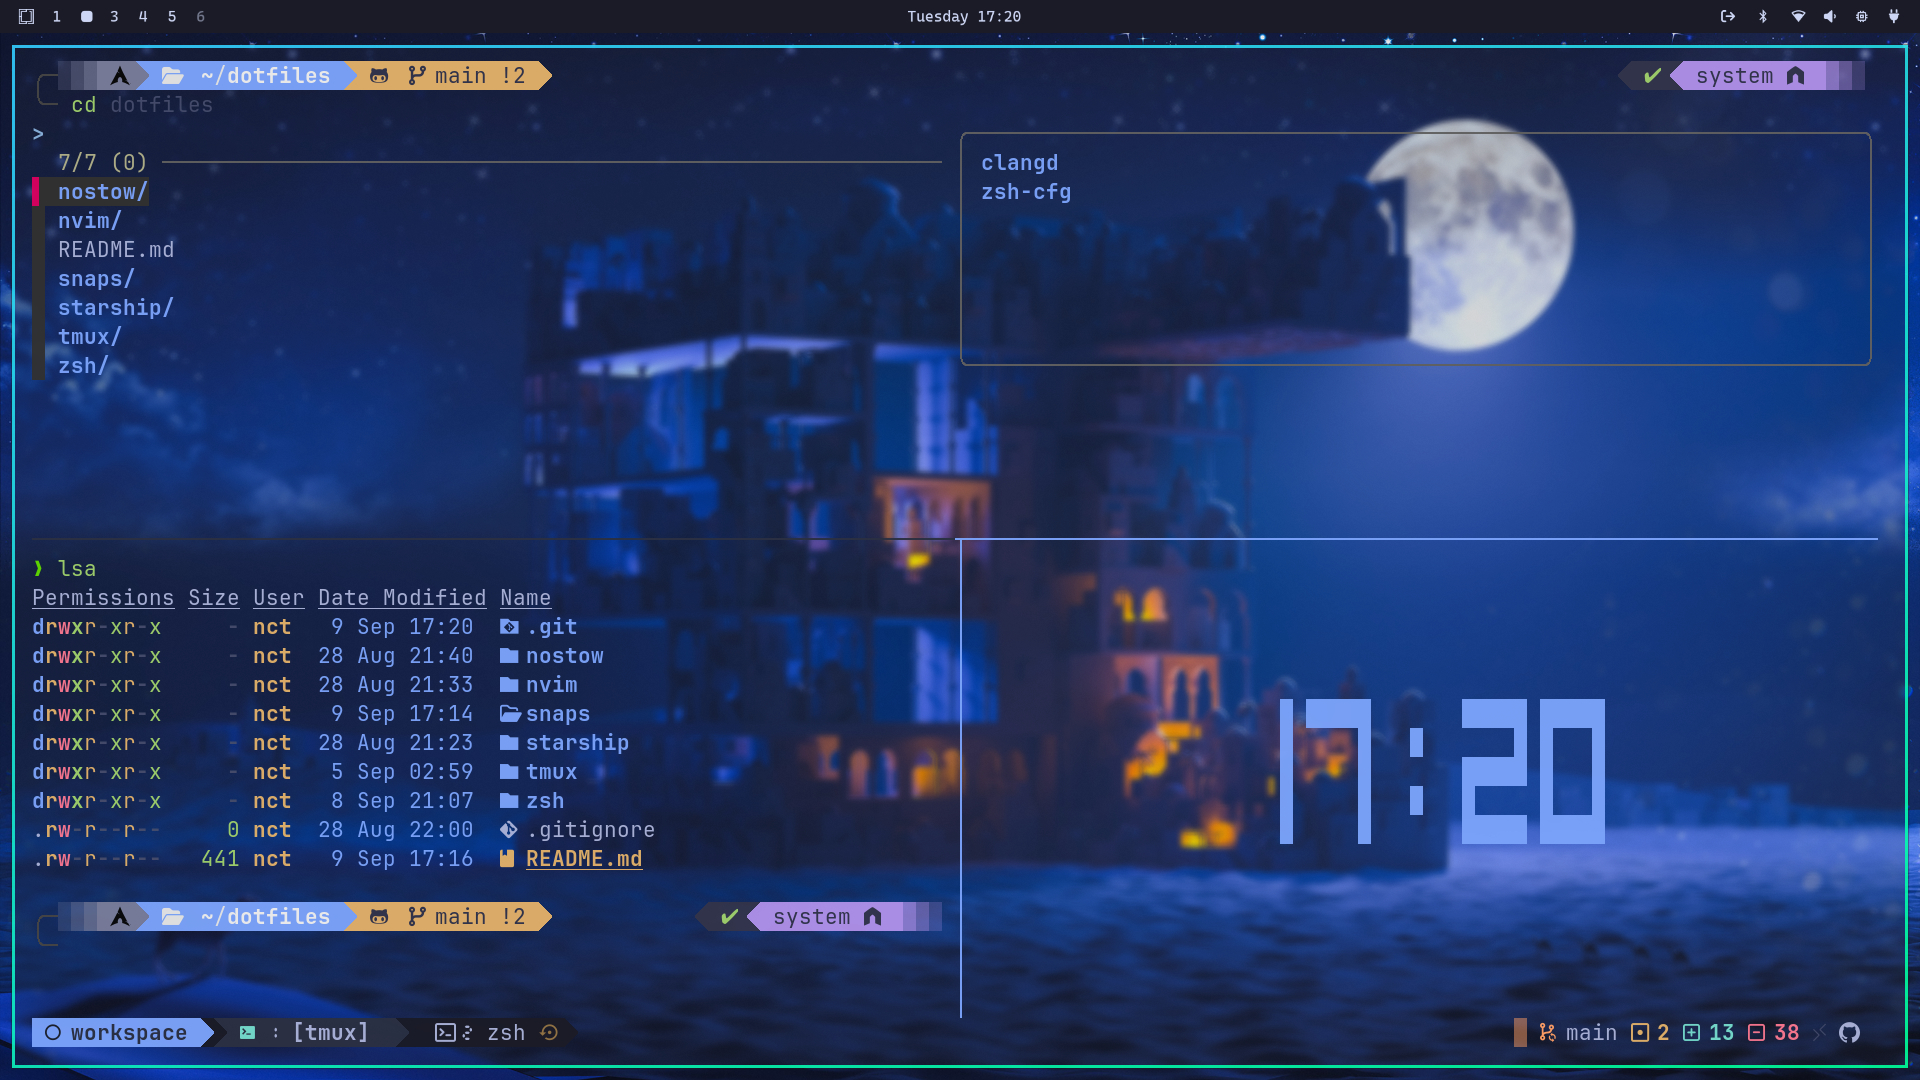 1 3 4 5 6 Tuesday 17:20
~/dotfiles main !2 ✔ system
cd dotfiles
>
7/7 (0)
nostow/
nvim/
README.md
snaps/
starship/
tmux/
zsh/
clangd
zsh-cfg
❯ lsa
Permissions Size User Date Modified Name
drwxr-xr-x - nct 9 Sep 17:20 .git
drwxr-xr-x - nct 28 Aug 21:40 nostow
drwxr-xr-x - nct 28 Aug 21:33 nvim
drwxr-xr-x - nct 9 Sep 17:14 snaps
drwxr-xr-x - nct 28 Aug 21:23 starship
drwxr-xr-x - nct 5 Sep 02:59 tmux
drwxr-xr-x - nct 8 Sep 21:07 zsh
.rw-r--r-- 0 nct 28 Aug 22:00 .gitignore
.rw-r--r-- 441 nct 9 Sep 17:16 README.md
~/dotfiles main !2 ✔ system
17:20
workspace : [tmux] : zsh main 2 13 38